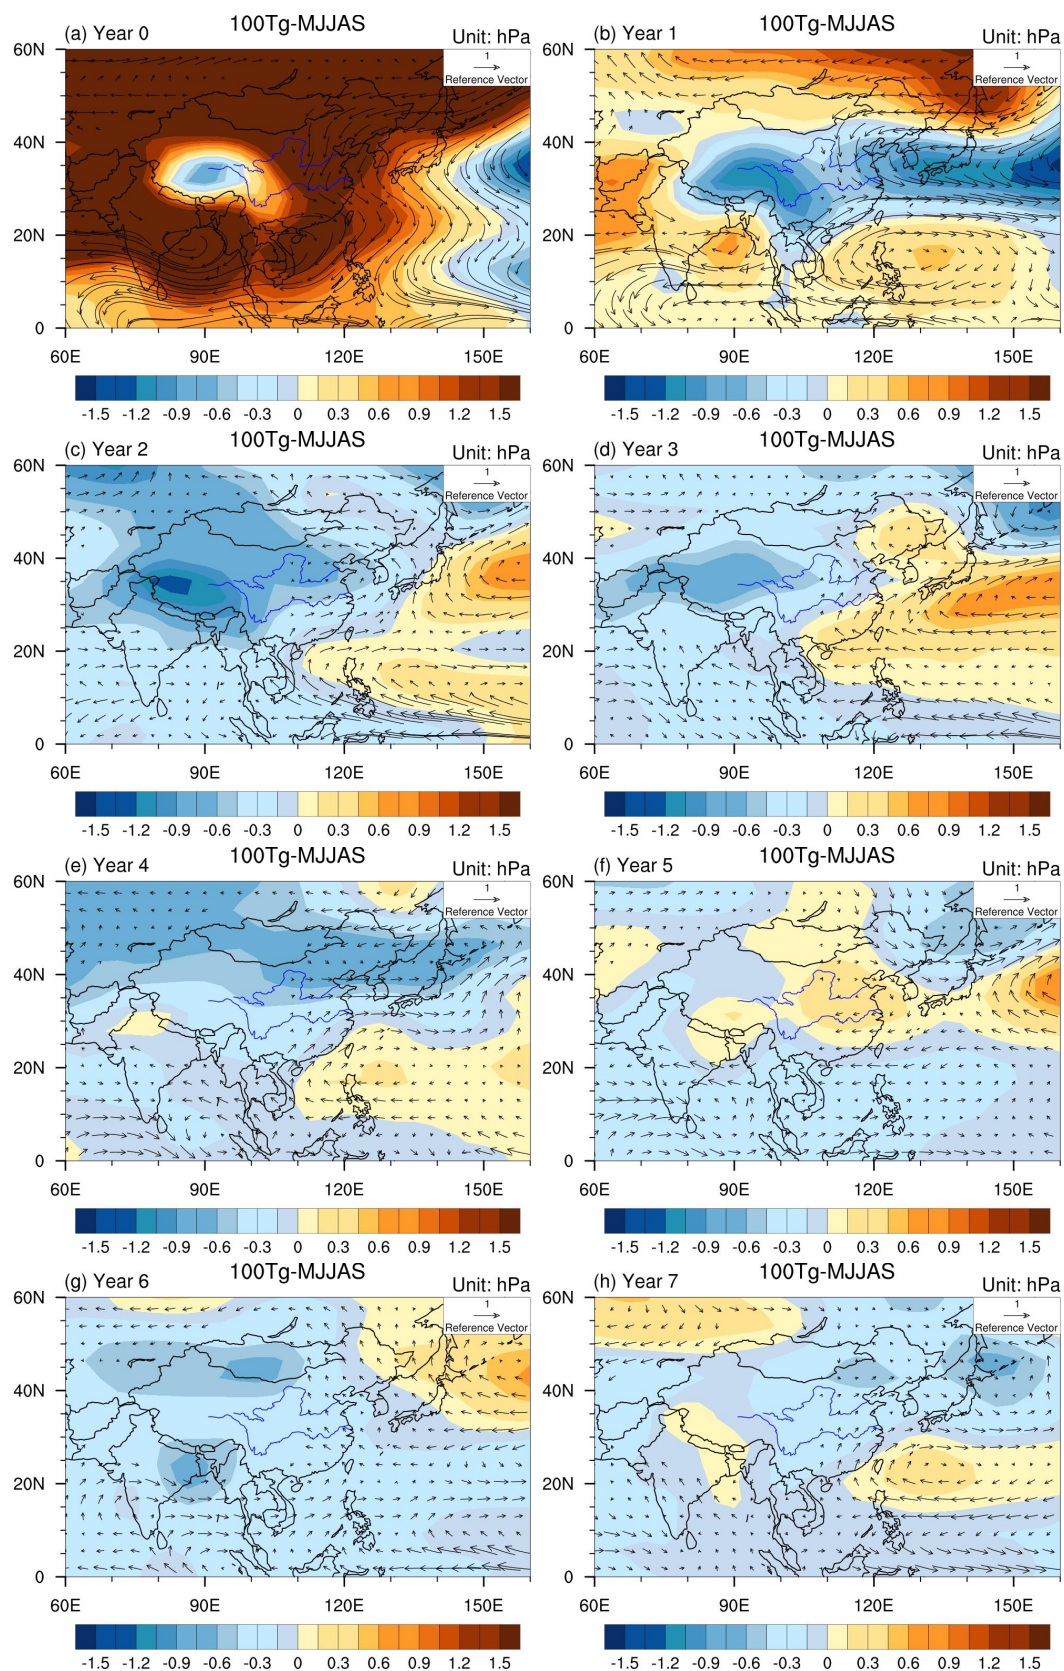 (a) Year 0 100Tg-MJJAS Unit: hPa
1
Reference Vector
60N
40N
20N
0
60E 90E 120E 150E
-1.5 -1.2 -0.9 -0.6 -0.3 0 0.3 0.6 0.9 1.2 1.5
(b) Year 1 100Tg-MJJAS Unit: hPa
1
Reference Vector
60N
40N
20N
0
60E 90E 120E 150E
-1.5 -1.2 -0.9 -0.6 -0.3 0 0.3 0.6 0.9 1.2 1.5
(c) Year 2 100Tg-MJJAS Unit: hPa
1
Reference Vector
60N
40N
20N
0
60E 90E 120E 150E
-1.5 -1.2 -0.9 -0.6 -0.3 0 0.3 0.6 0.9 1.2 1.5
(d) Year 3 100Tg-MJJAS Unit: hPa
1
Reference Vector
60N
40N
20N
0
60E 90E 120E 150E
-1.5 -1.2 -0.9 -0.6 -0.3 0 0.3 0.6 0.9 1.2 1.5
(e) Year 4 100Tg-MJJAS Unit: hPa
1
Reference Vector
60N
40N
20N
0
60E 90E 120E 150E
-1.5 -1.2 -0.9 -0.6 -0.3 0 0.3 0.6 0.9 1.2 1.5
(f) Year 5 100Tg-MJJAS Unit: hPa
1
Reference Vector
60N
40N
20N
0
60E 90E 120E 150E
-1.5 -1.2 -0.9 -0.6 -0.3 0 0.3 0.6 0.9 1.2 1.5
(g) Year 6 100Tg-MJJAS Unit: hPa
1
Reference Vector
60N
40N
20N
0
60E 90E 120E 150E
-1.5 -1.2 -0.9 -0.6 -0.3 0 0.3 0.6 0.9 1.2 1.5
(h) Year 7 100Tg-MJJAS Unit: hPa
1
Reference Vector
60N
40N
20N
0
60E 90E 120E 150E
-1.5 -1.2 -0.9 -0.6 -0.3 0 0.3 0.6 0.9 1.2 1.5